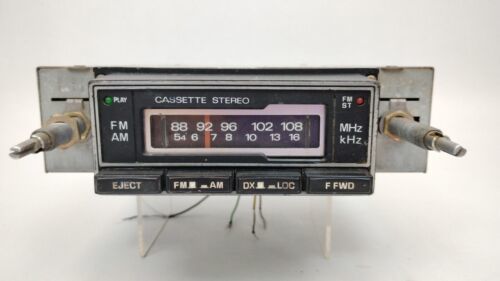 PLAY CASSETTE STEREO FM ST
FM 88 92 96 102 108 MHz
AM 54 6 7 8 10 13 16 kHz
EJECT FM AM DX LOC F FWD